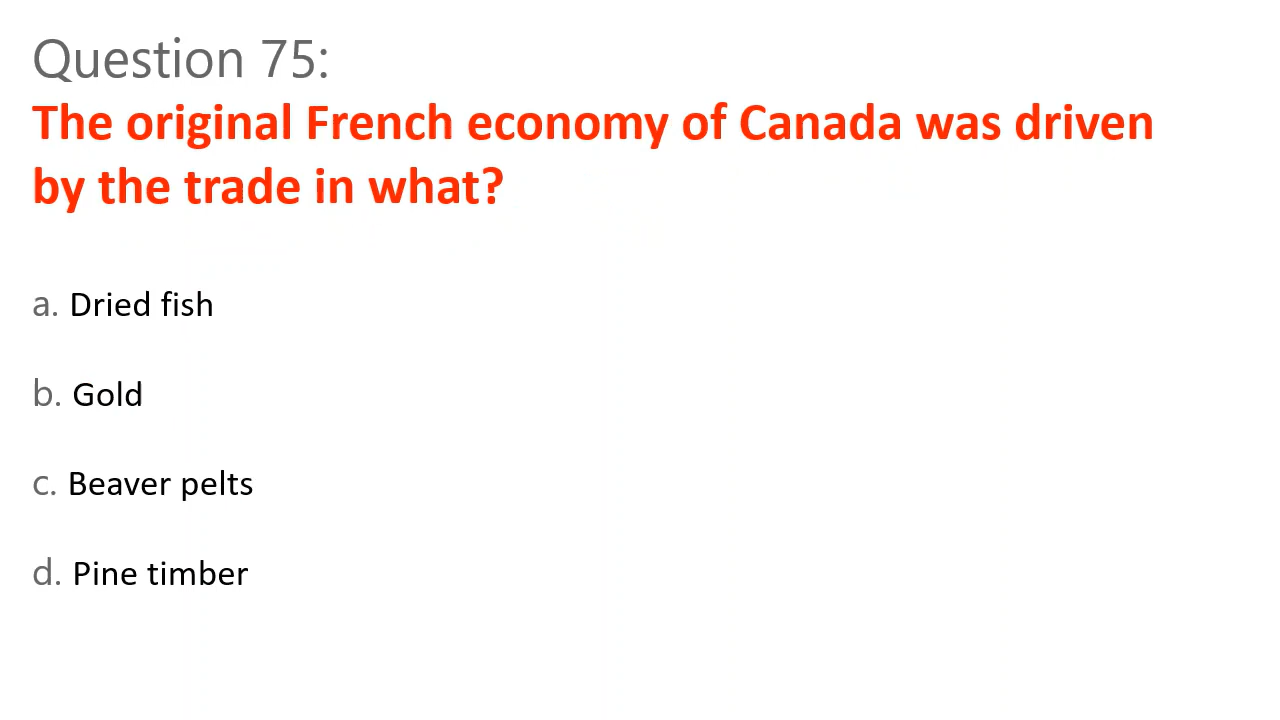 Question 75:
The original French economy of Canada was driven
by the trade in what?
a. Dried fish
b. Gold
c. Beaver pelts
d. Pine timber